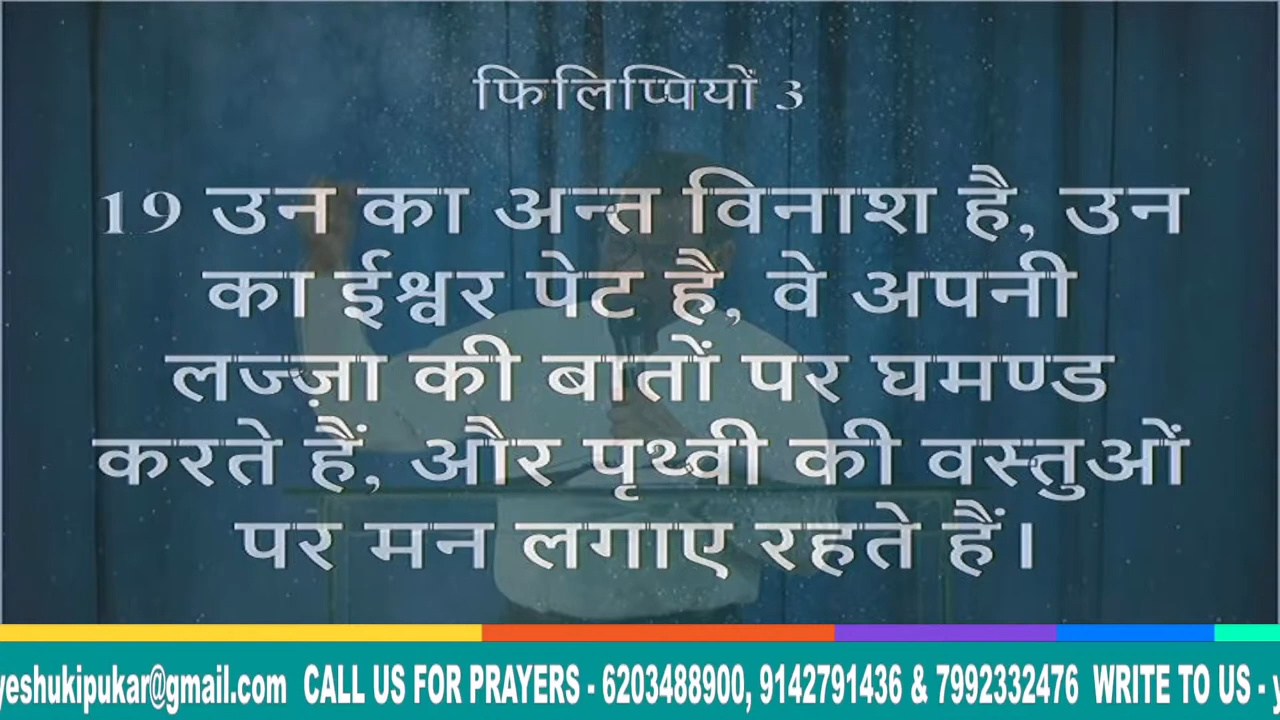 फिलिप्पियों 3
19 उन का अन्त विनाश है, उन
का ईश्वर पेट है, वे अपनी
लज्ज़ा की बातों पर घमण्ड
करते हैं, और पृथ्वी की वस्तुओं
पर मन लगाए रहते हैं।
yeshukipukar@gmail.com CALL US FOR PRAYERS - 6203488900, 9142791436 & 7992332476 WRITE TO US - y